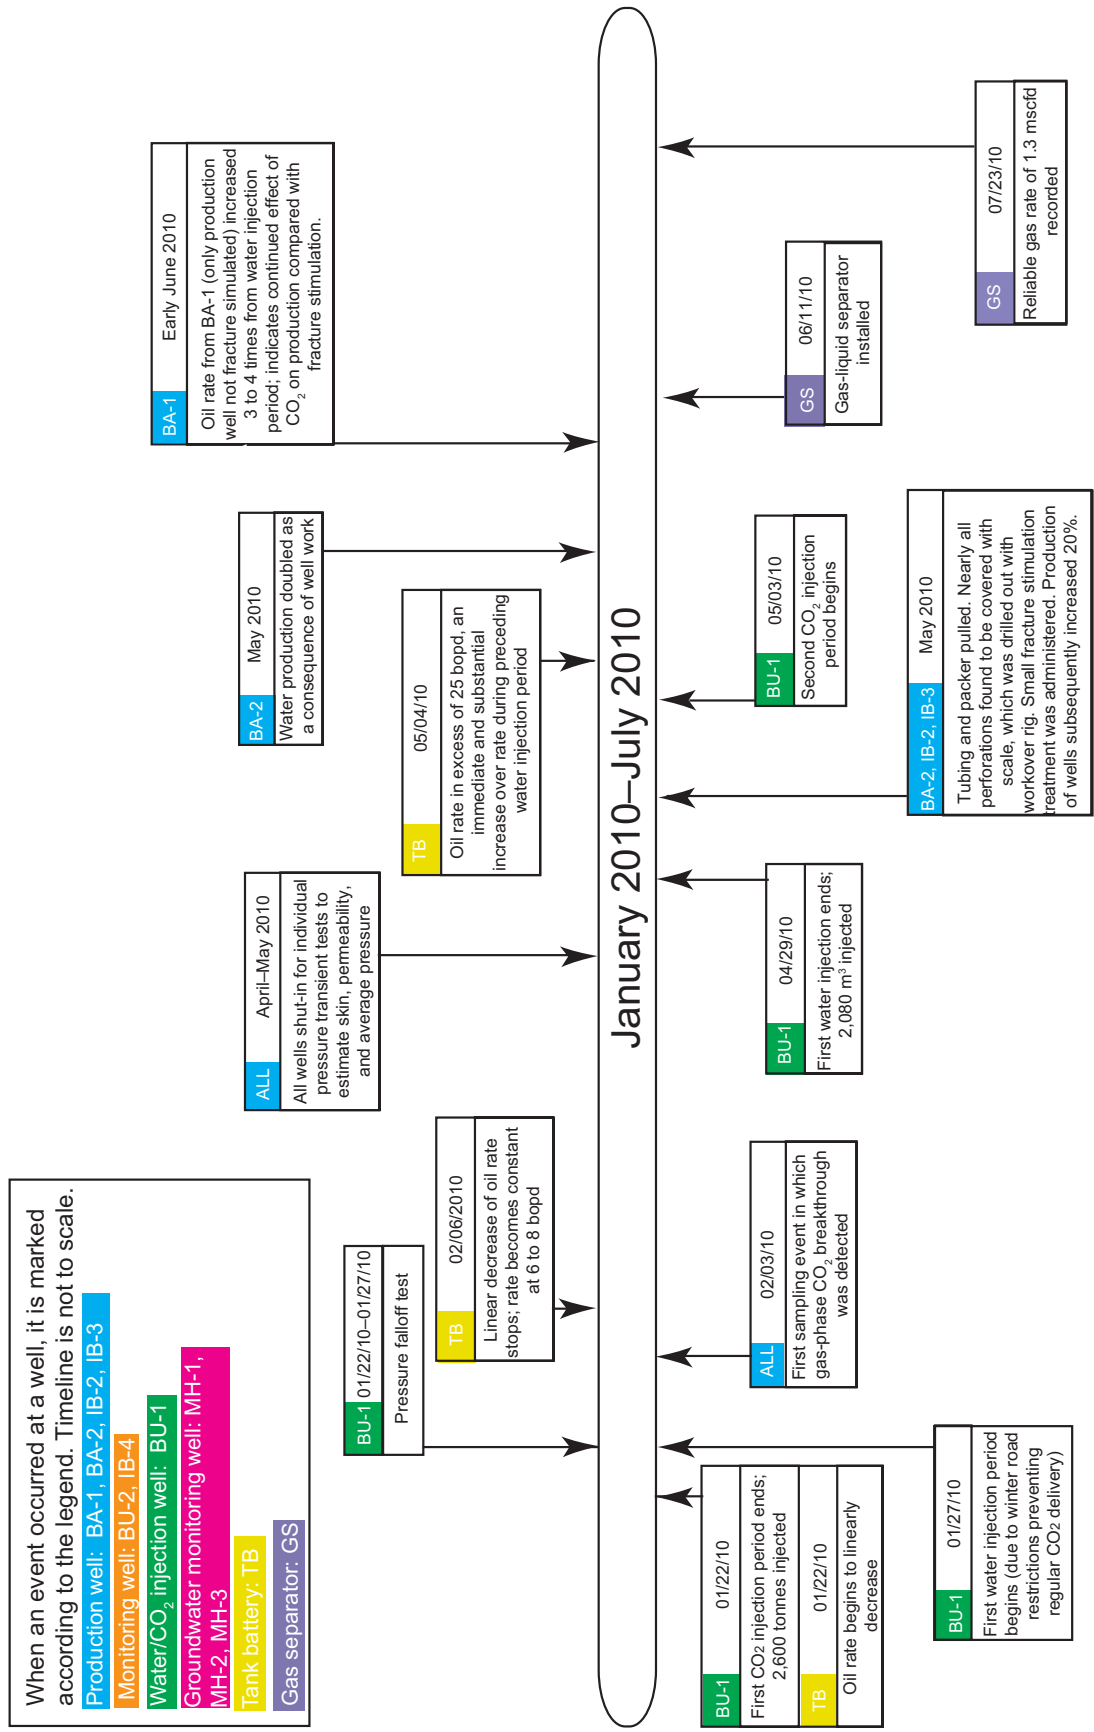 When an event occurred at a well, it is marked
according to the legend. Timeline is not to scale.
Production well: BA-1, BA-2, IB-2, IB-3
Monitoring well: BU-2, IB-4
Water/CO₂ injection well: BU-1
Groundwater monitoring well: MH-1,
MH-2, MH-3
Tank battery: TB
Gas separator: GS
BU-1 01/22/10–01/27/10
Pressure falloff test
TB 02/06/2010
Linear decrease of oil rate
stops; rate becomes constant
at 6 to 8 bopd
ALL April–May 2010
All wells shut-in for individual
pressure transient tests to
estimate skin, permeability,
and average pressure
TB 05/04/10
Oil rate in excess of 25 bopd, an
immediate and substantial
increase over rate during preceding
water injection period
BA-2 May 2010
Water production doubled as
a consequence of well work
BA-1 Early June 2010
Oil rate from BA-1 (only production
well not fracture simulated) increased
3 to 4 times from water injection
period; indicates continued effect of
CO₂ on production compared with
fracture stimulation.
January 2010–July 2010
BU-1 01/22/10
First CO2 injection period ends;
2,600 tonnes injected
TB 01/22/10
Oil rate begins to linearly
decrease
BU-1 01/27/10
First water injection period
begins (due to winter road
restrictions preventing
regular CO2 delivery)
ALL 02/03/10
First sampling event in which
gas-phase CO₂ breakthrough
was detected
BU-1 04/29/10
First water injection ends;
2,080 m³ injected
BA-2, IB-2, IB-3 May 2010
Tubing and packer pulled. Nearly all
perforations found to be covered with
scale, which was drilled out with
workover rig. Small fracture stimulation
treatment was administered. Production
of wells subsequently increased 20%.
BU-1 05/03/10
Second CO₂ injection
period begins
GS 06/11/10
Gas-liquid separator
installed
GS 07/23/10
Reliable gas rate of 1.3 mscfd
recorded